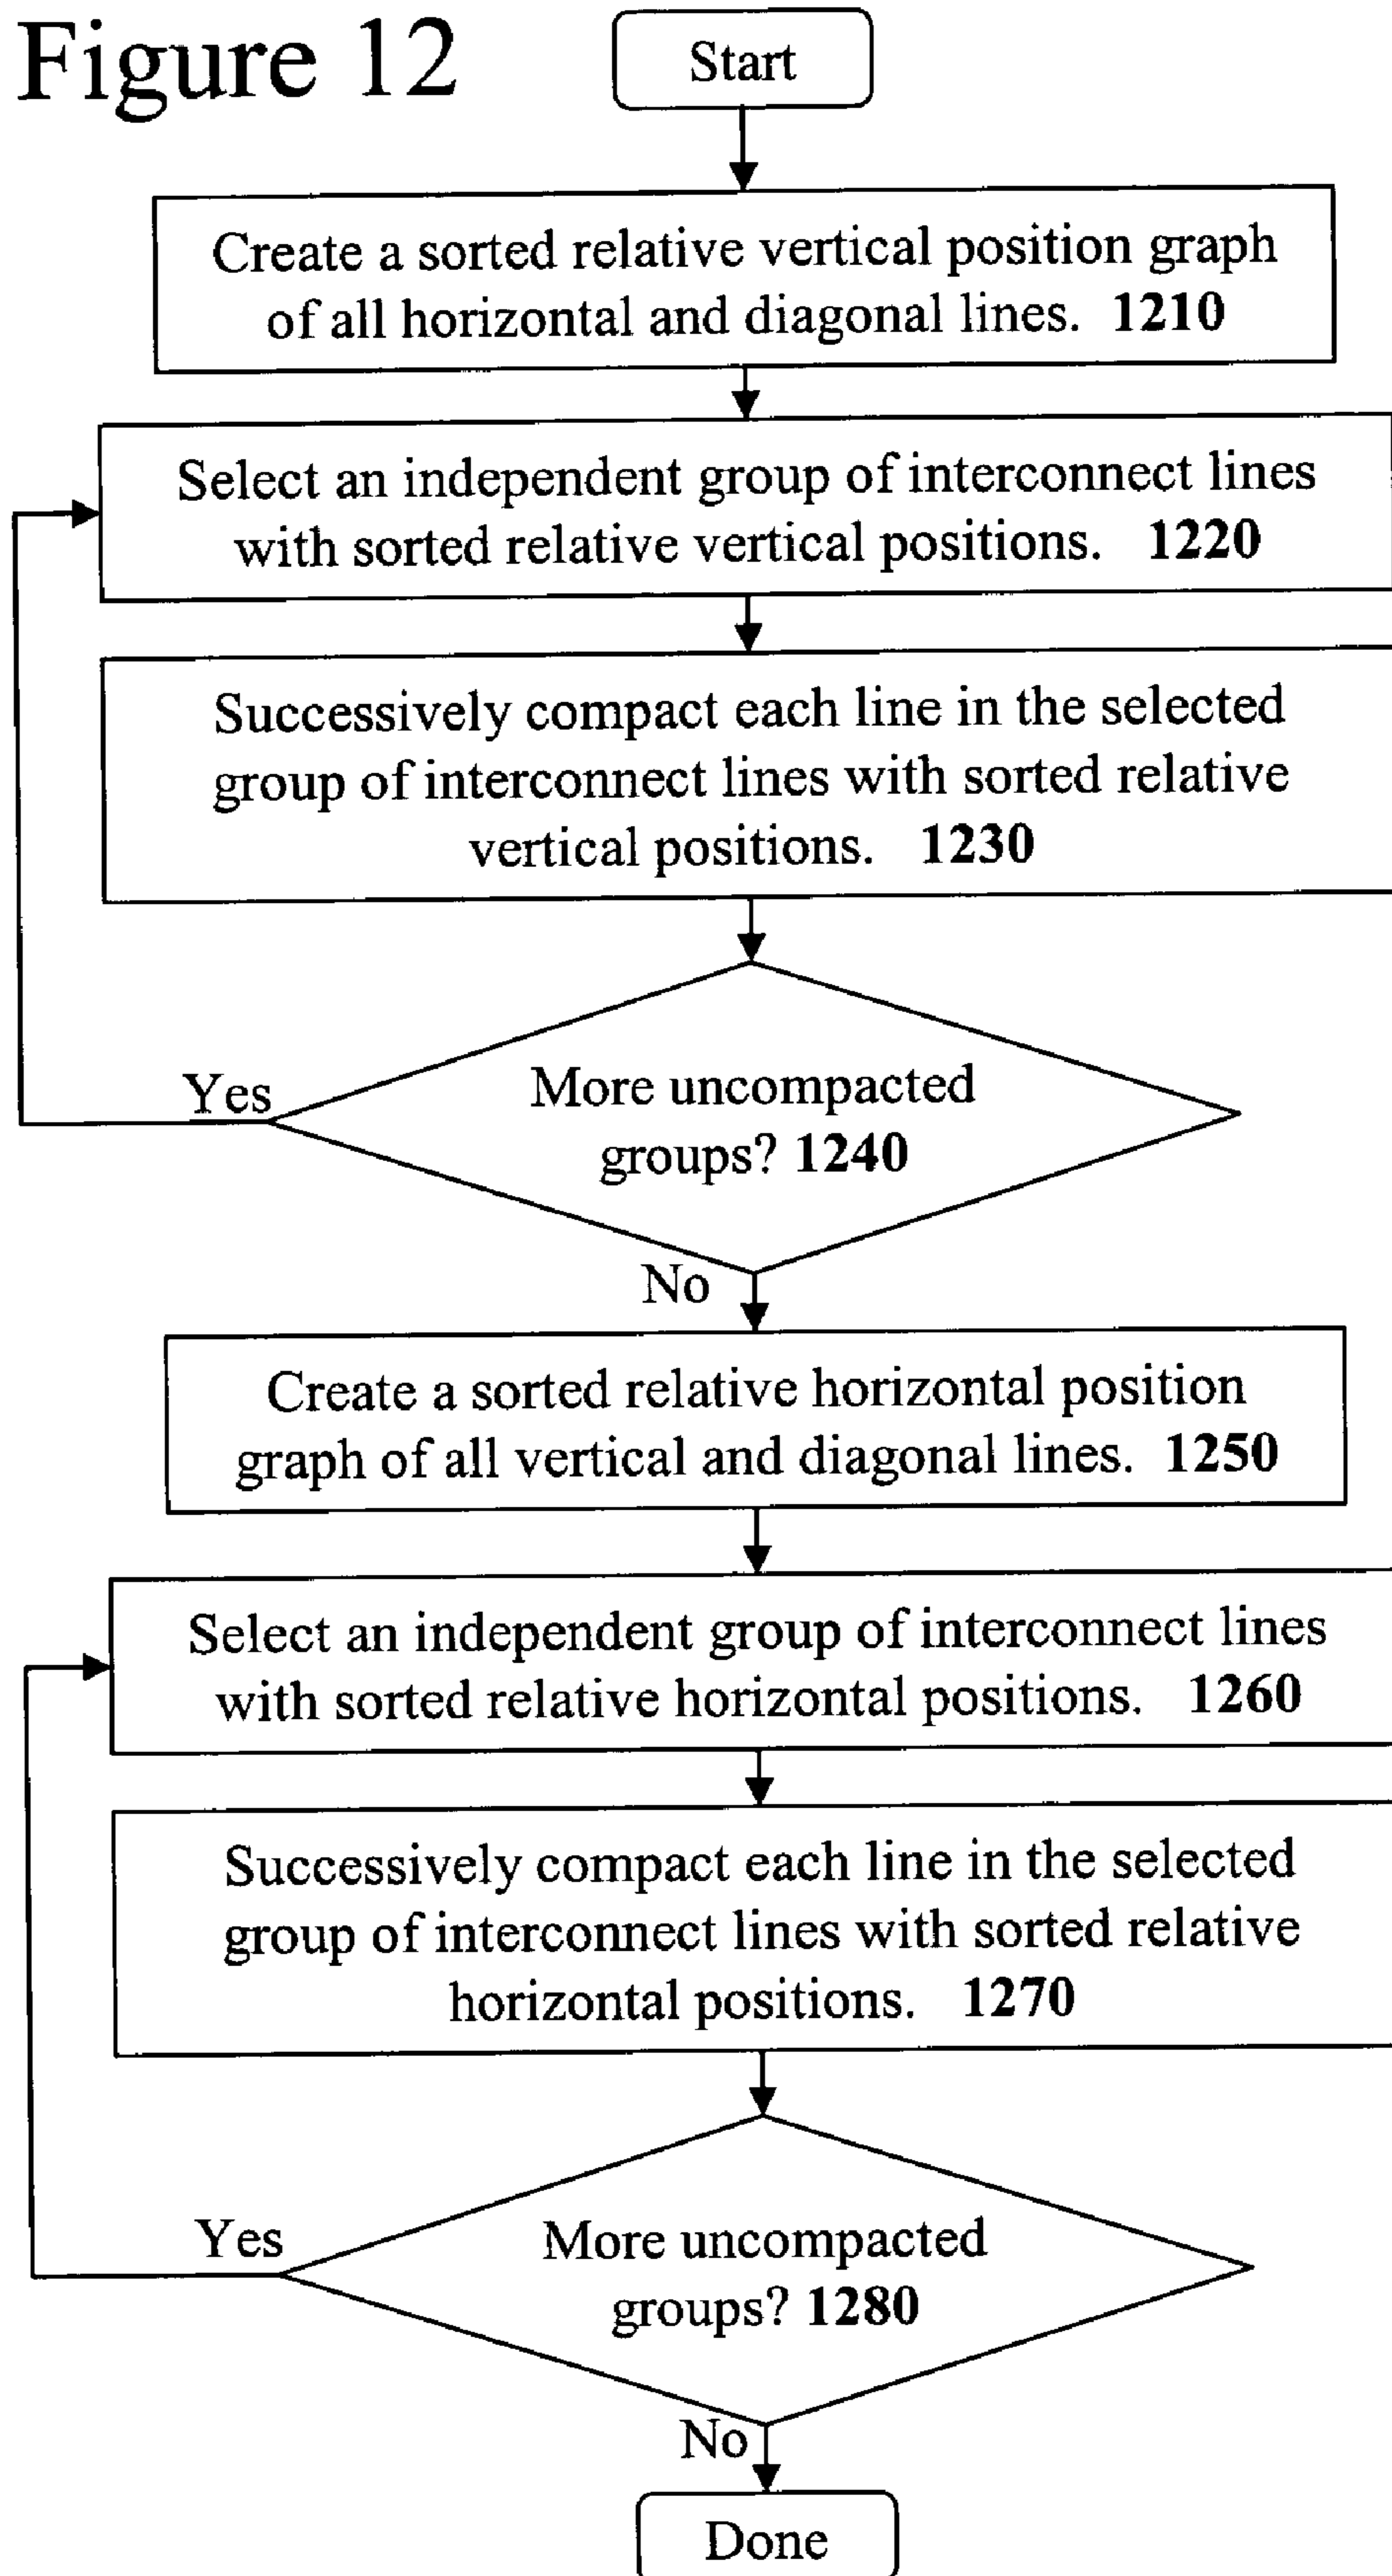 Figure 12
Start
Create a sorted relative vertical position graph
of all horizontal and diagonal lines. 1210
Select an independent group of interconnect lines
with sorted relative vertical positions. 1220
Successively compact each line in the selected
group of interconnect lines with sorted relative
vertical positions. 1230
Yes
More uncompacted
groups? 1240
No
Create a sorted relative horizontal position
graph of all vertical and diagonal lines. 1250
Select an independent group of interconnect lines
with sorted relative horizontal positions. 1260
Successively compact each line in the selected
group of interconnect lines with sorted relative
horizontal positions. 1270
Yes
More uncompacted
groups? 1280
No
Done